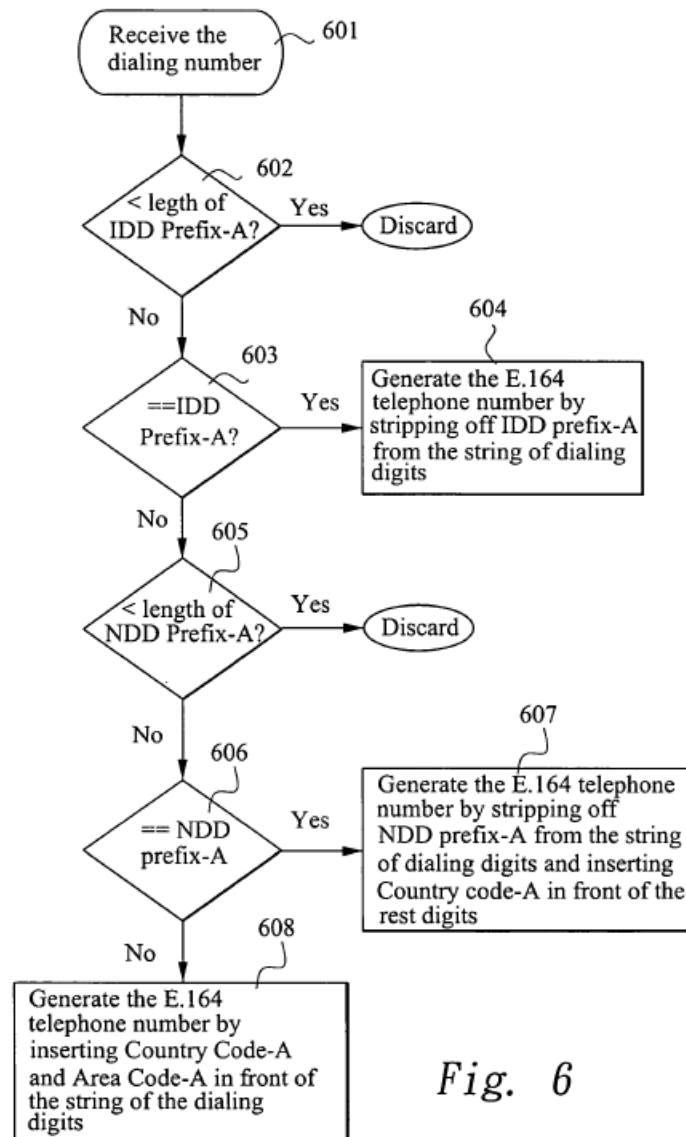 Receive the
dialing number
601
602
< legth of
IDD Prefix-A?
Yes
Discard
No
603
==IDD
Prefix-A?
Yes
604
Generate the E.164
telephone number by
stripping off IDD prefix-A
from the string of dialing
digits
No
605
< length of
NDD Prefix-A?
Yes
Discard
No
606
== NDD
prefix-A
Yes
607
Generate the E.164 telephone
number by stripping off
NDD prefix-A from the string
of dialing digits and inserting
Country code-A in front of the
rest digits
No
608
Generate the E.164
telephone number by
inserting Country Code-A
and Area Code-A in front of
the string of the dialing
digits
Fig. 6